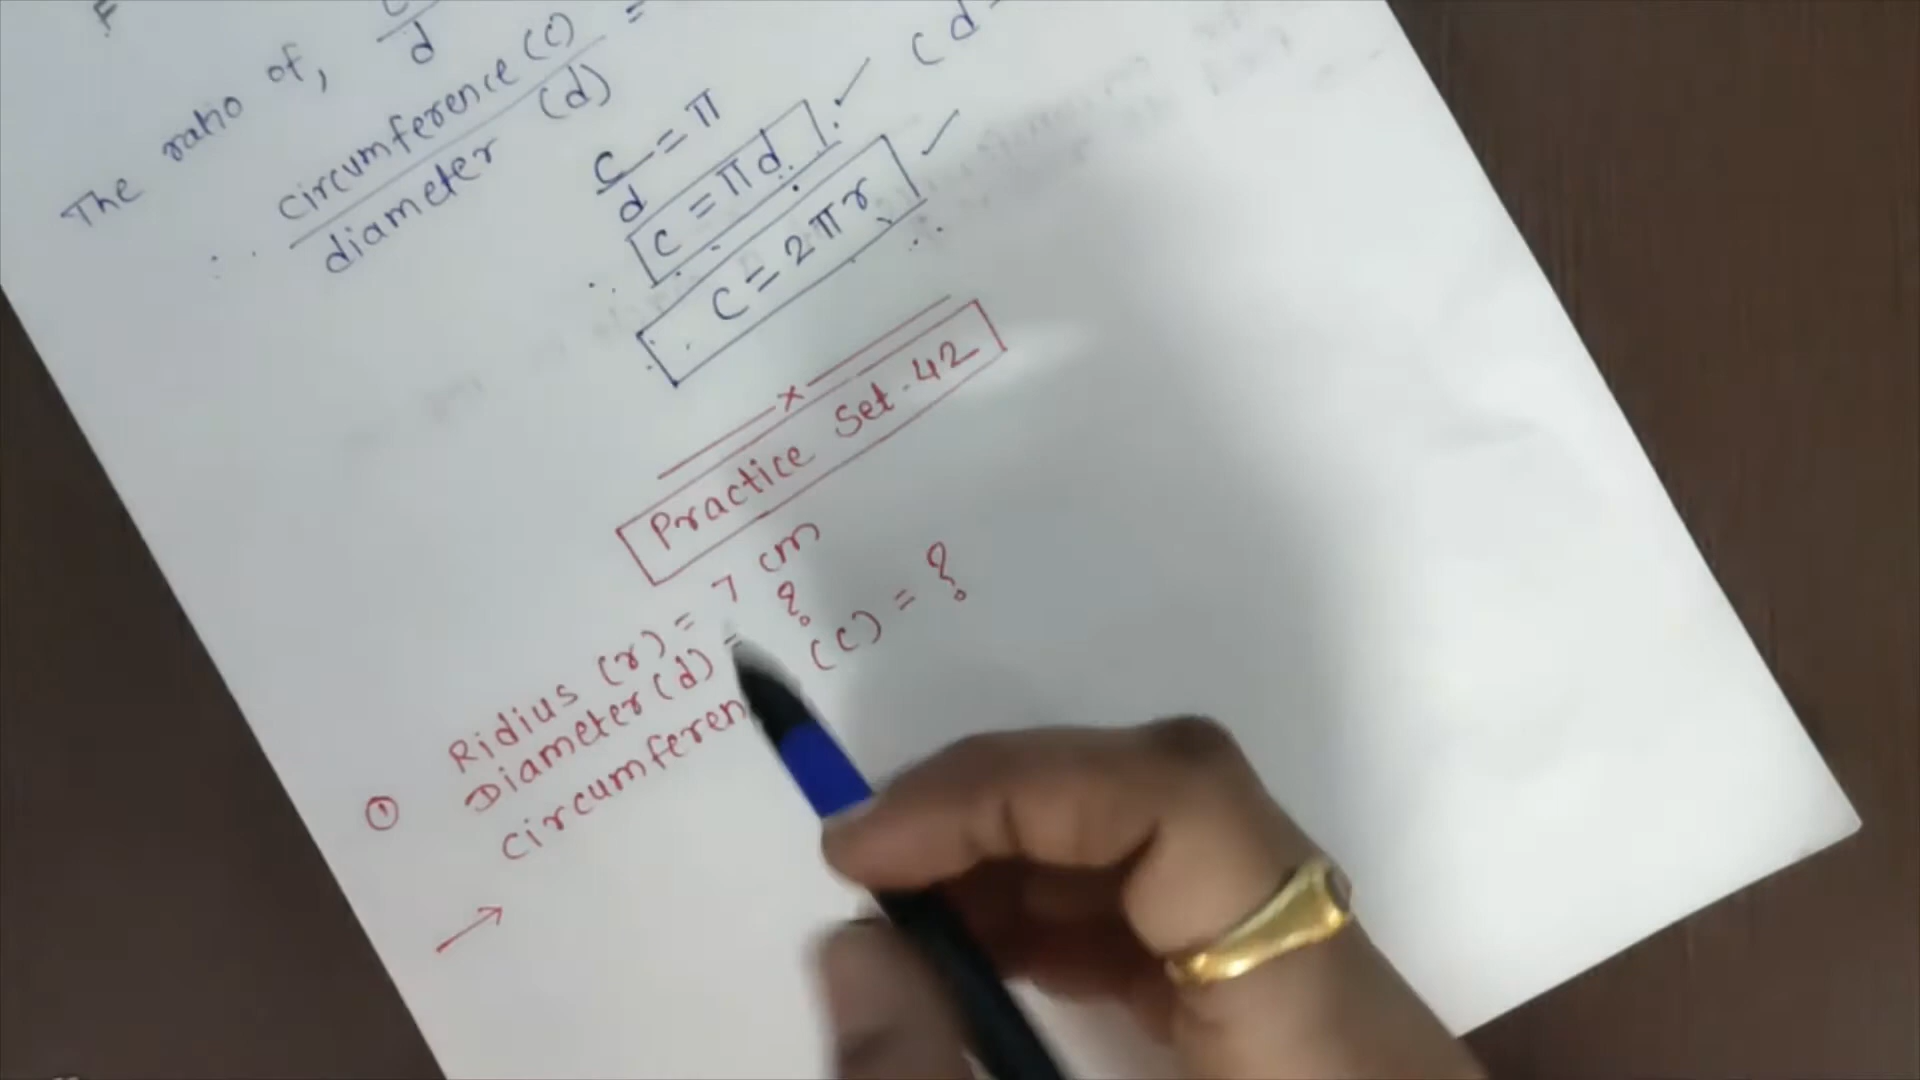 The ratio of, c/d
∴ circumference (c) / diameter (d) =
c/d = π
∴ c = πd. ✓ (d
∴ C = 2πr ✓
x
Practice Set. 42
① Ridius (r) = 7 cm
Diameter (d) = ?
circumferen (c) = ?
→